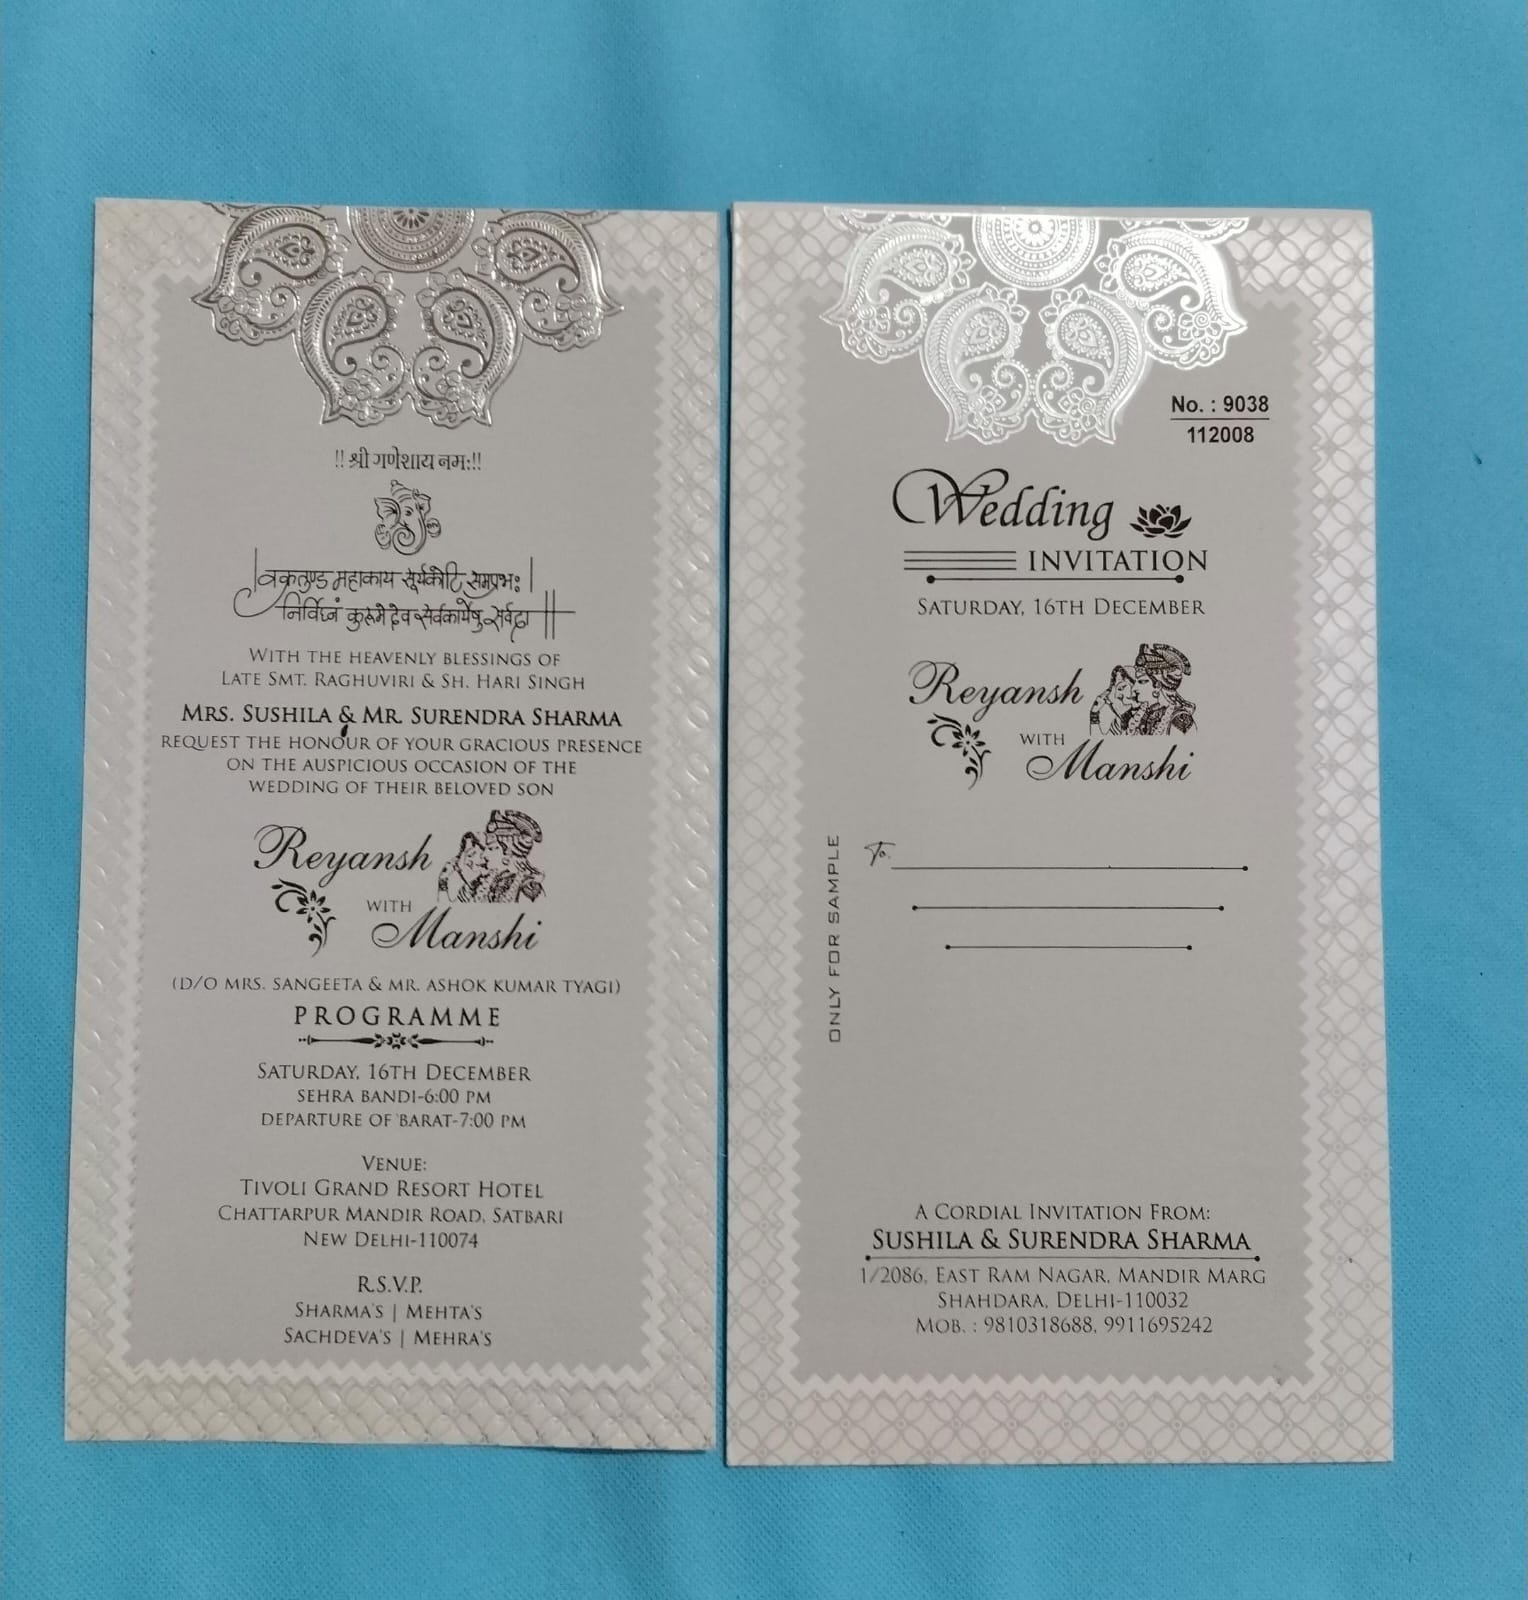 !! श्री गणेशाय नम:!!
वक्रतुण्ड महाकाय सूर्यकोटि समप्रभः।
निर्विघ्नं कुरूमे देव सर्वकार्येषु सर्वदा ॥
WITH THE HEAVENLY BLESSINGS OF
LATE SMT. RAGHUVIRI & SH. HARI SINGH
MRS. SUSHILA & MR. SURENDRA SHARMA
REQUEST THE HONOUR OF YOUR GRACIOUS PRESENCE
ON THE AUSPICIOUS OCCASION OF THE
WEDDING OF THEIR BELOVED SON
Reyansh
WITH
Manshi
(D/O MRS. SANGEETA & MR. ASHOK KUMAR TYAGI)
PROGRAMME
SATURDAY, 16TH DECEMBER
SEHRA BANDI-6:00 PM
DEPARTURE OF BARAT-7:00 PM
VENUE:
TIVOLI GRAND RESORT HOTEL
CHATTARPUR MANDIR ROAD, SATBARI
NEW DELHI-110074
R.S.V.P.
SHARMA'S | MEHTA'S
SACHDEVA'S | MEHRA'S
No. : 9038
112008
Wedding
INVITATION
SATURDAY, 16TH DECEMBER
Reyansh
WITH
Manshi
To.
ONLY FOR SAMPLE
A CORDIAL INVITATION FROM:
SUSHILA & SURENDRA SHARMA
1/2086, EAST RAM NAGAR, MANDIR MARG
SHAHDARA, DELHI-110032
MOB. : 9810318688, 9911695242